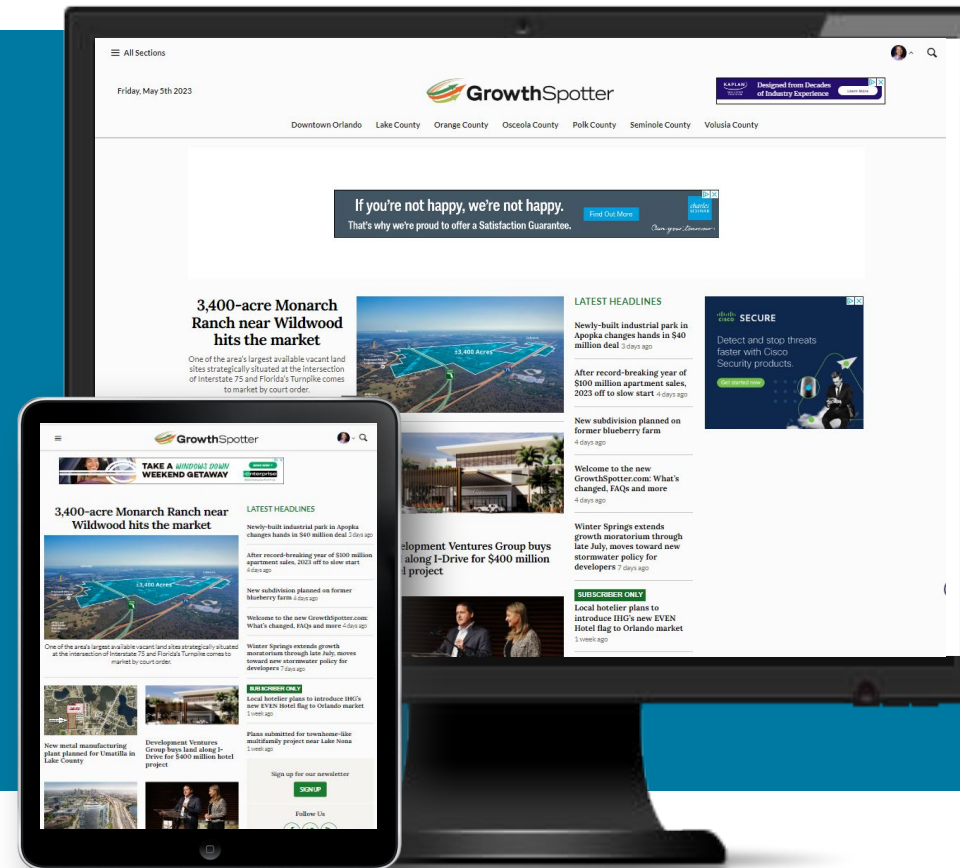 All Sections
Friday, May 5th 2023
GrowthSpotter
KAPLAN
Designed from Decades
of Industry Experience
Learn More
Downtown Orlando Lake County Orange County Osceola County Polk County Seminole County Volusia County
If you're not happy, we're not happy.
That's why we're proud to offer a Satisfaction Guarantee.
Find Out More
charles
SCHWAB
Own your tomorrow
3,400-acre Monarch
Ranch near Wildwood
hits the market
One of the area's largest available vacant land
sites strategically situated at the intersection
of Interstate 75 and Florida's Turnpike comes
to market by court order.
±3,400 Acres
LATEST HEADLINES
Newly-built industrial park in
Apopka changes hands in $40
million deal 3 days ago
After record-breaking year of
$100 million apartment sales,
2023 off to slow start 4 days ago
New subdivision planned on
former blueberry farm
4 days ago
Welcome to the new
GrowthSpotter.com: What's
changed, FAQs and more
4 days ago
Winter Springs extends
growth moratorium through
late July, moves toward new
stormwater policy for
developers 7 days ago
SUBSCRIBER ONLY
Local hotelier plans to
introduce IHG's new EVEN
Hotel flag to Orlando market
1 week ago
CISCO SECURE
Detect and stop threats
faster with Cisco
Security products.
Get started now
elopment Ventures Group buys
along I-Drive for $400 million
l project
GrowthSpotter
TAKE A WINDOWS DOWN
WEEKEND GETAWAY
enterprise
3,400-acre Monarch Ranch near
Wildwood hits the market
±3,400 Acres
One of the area's largest available vacant land sites strategically situated
at the intersection of Interstate 75 and Florida's Turnpike comes to
market by court order.
New metal manufacturing
plant planned for Umatilla in
Lake County
Development Ventures
Group buys land along I-
Drive for $400 million hotel
project
LATEST HEADLINES
Newly-built industrial park in Apopka
changes hands in $40 million deal 3 days ago
After record-breaking year of $100 million
apartment sales, 2023 off to slow start
4 days ago
New subdivision planned on former
blueberry farm 4 days ago
Welcome to the new GrowthSpotter.com:
What's changed, FAQs and more 4 days ago
Winter Springs extends growth
moratorium through late July, moves
toward new stormwater policy for
developers 7 days ago
SUBSCRIBER ONLY
Local hotelier plans to introduce IHG's
new EVEN Hotel flag to Orlando market
1 week ago
Plans submitted for townhome-like
multifamily project near Lake Nona
1 week ago
Sign up for our newsletter
SIGN UP
Follow Us